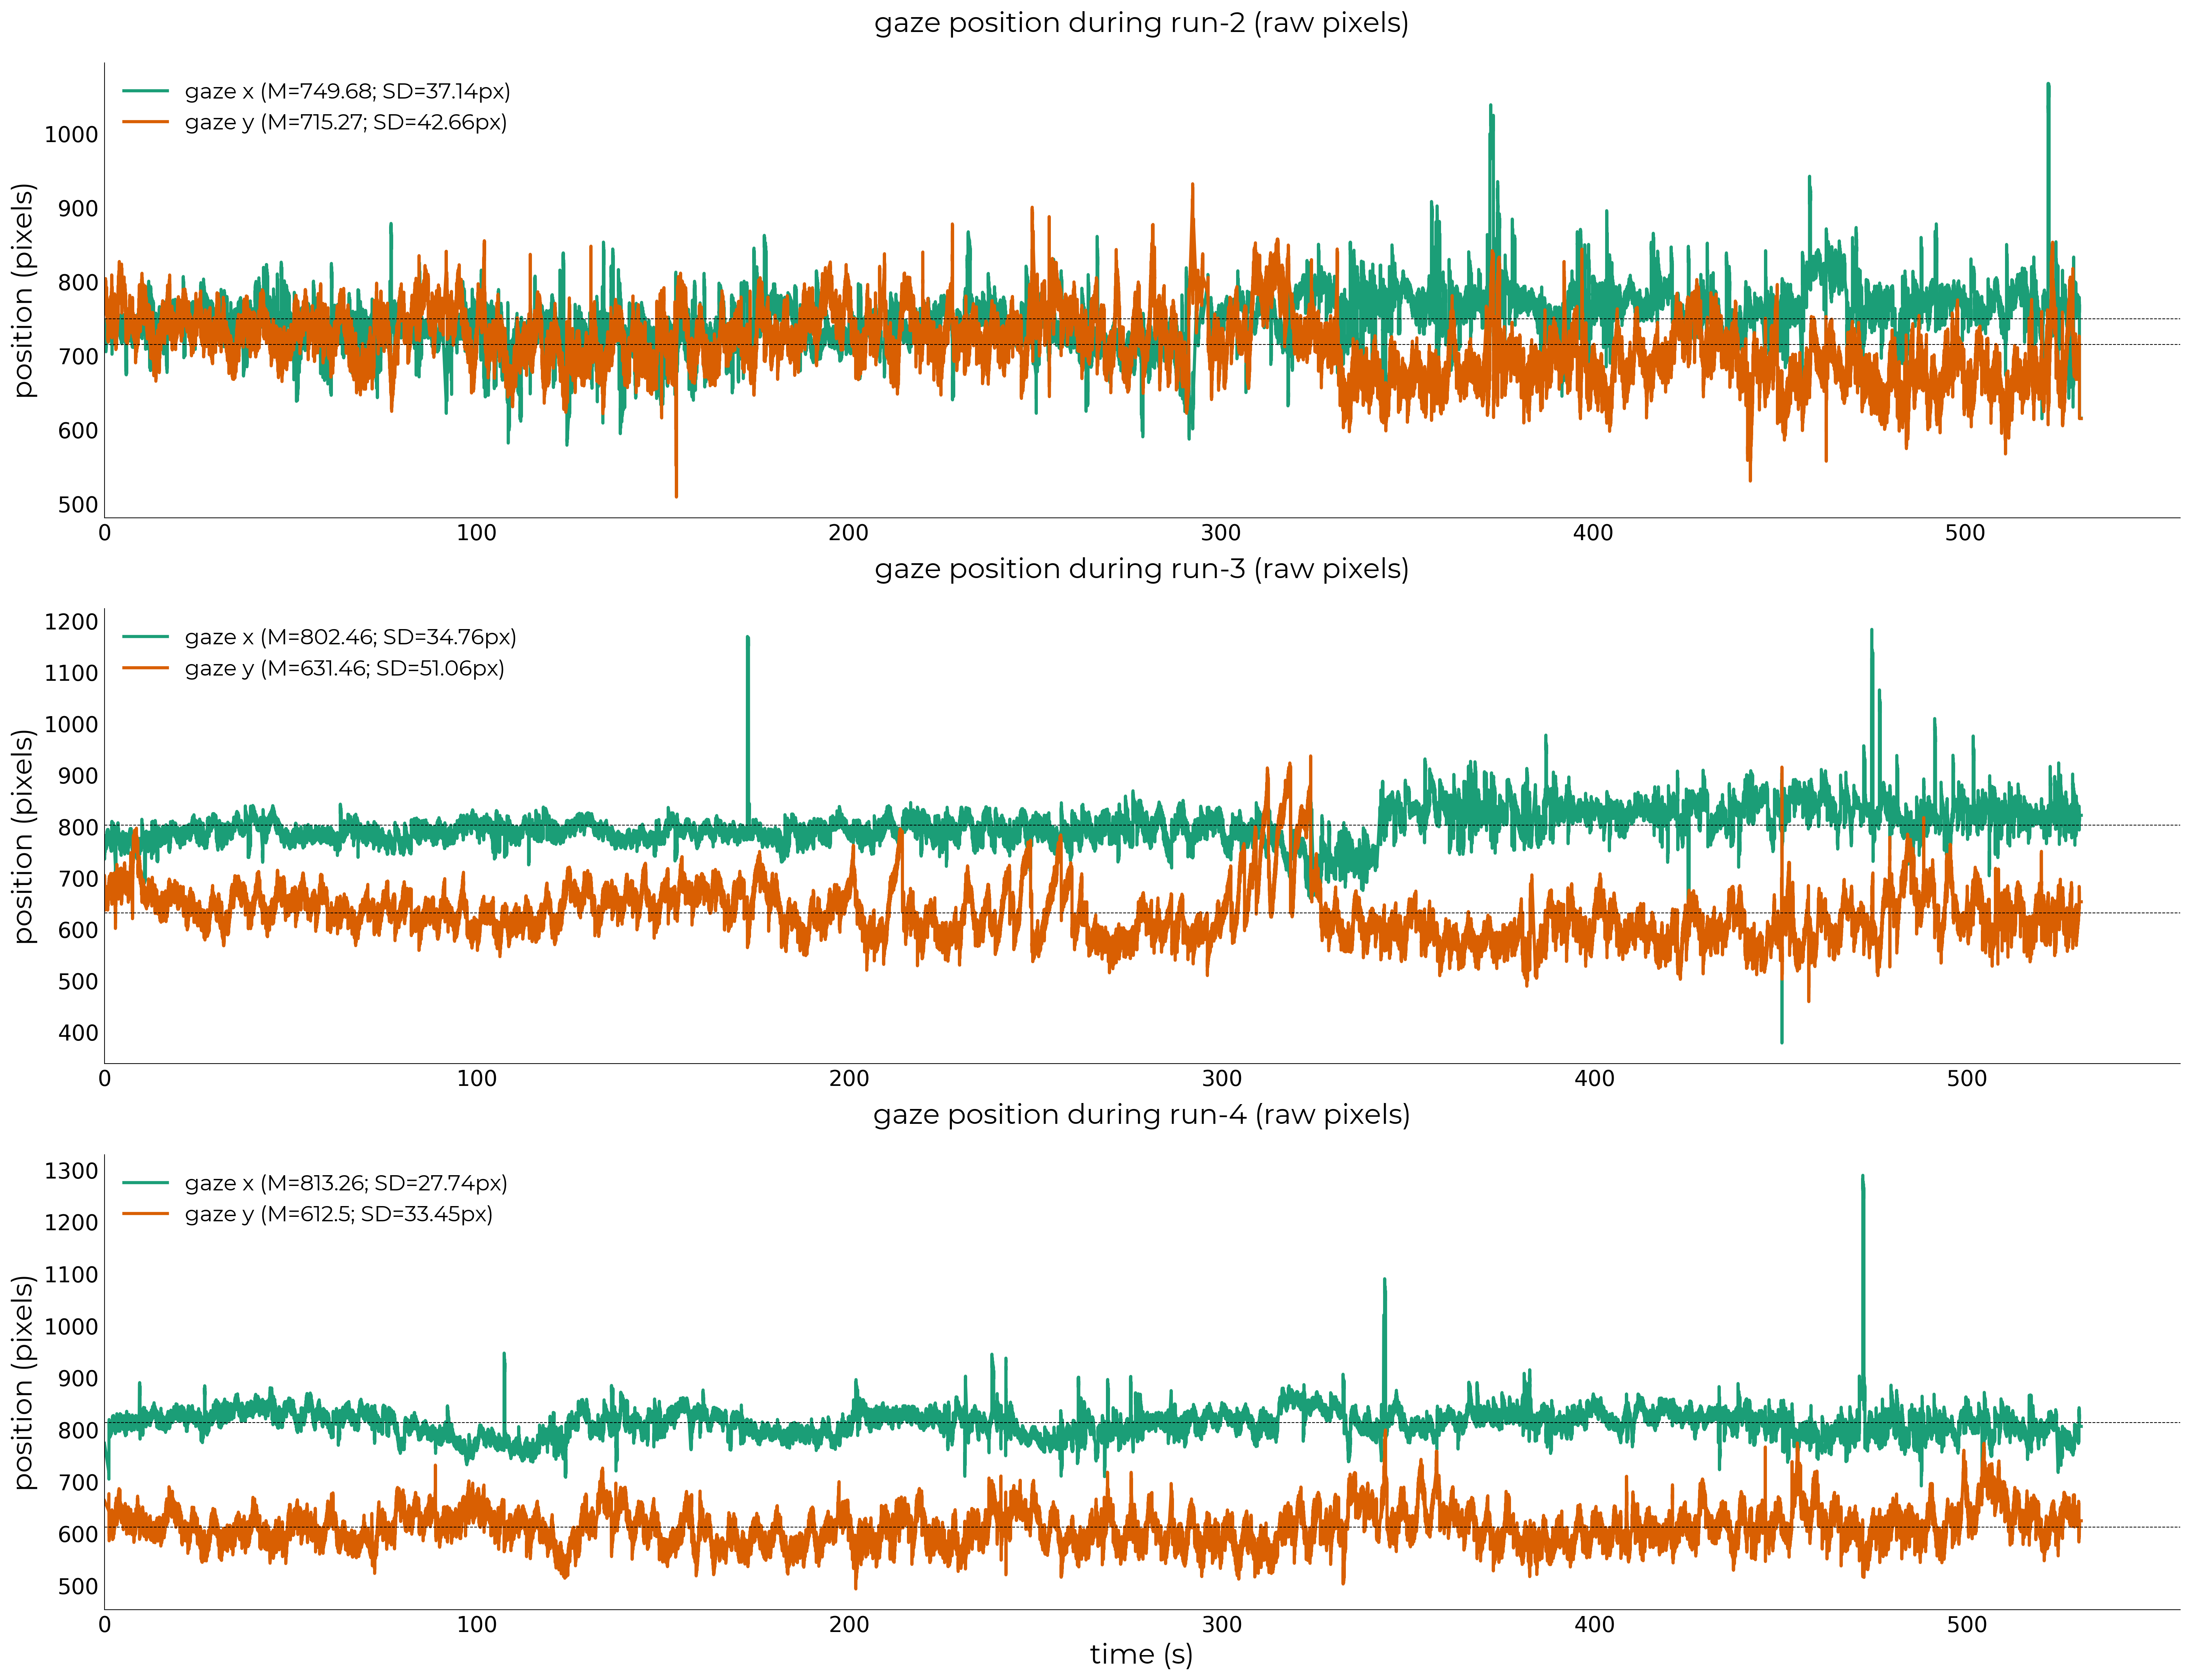 gaze position during run-2 (raw pixels)
gaze x (M=749.68; SD=37.14px)
gaze y (M=715.27; SD=42.66px)
position (pixels)
1000
900
800
700
600
500
0 100 200 300 400 500
gaze position during run-3 (raw pixels)
gaze x (M=802.46; SD=34.76px)
gaze y (M=631.46; SD=51.06px)
position (pixels)
1200
1100
1000
900
800
700
600
500
400
0 100 200 300 400 500
gaze position during run-4 (raw pixels)
gaze x (M=813.26; SD=27.74px)
gaze y (M=612.5; SD=33.45px)
position (pixels)
1300
1200
1100
1000
900
800
700
600
500
0 100 200 300 400 500
time (s)